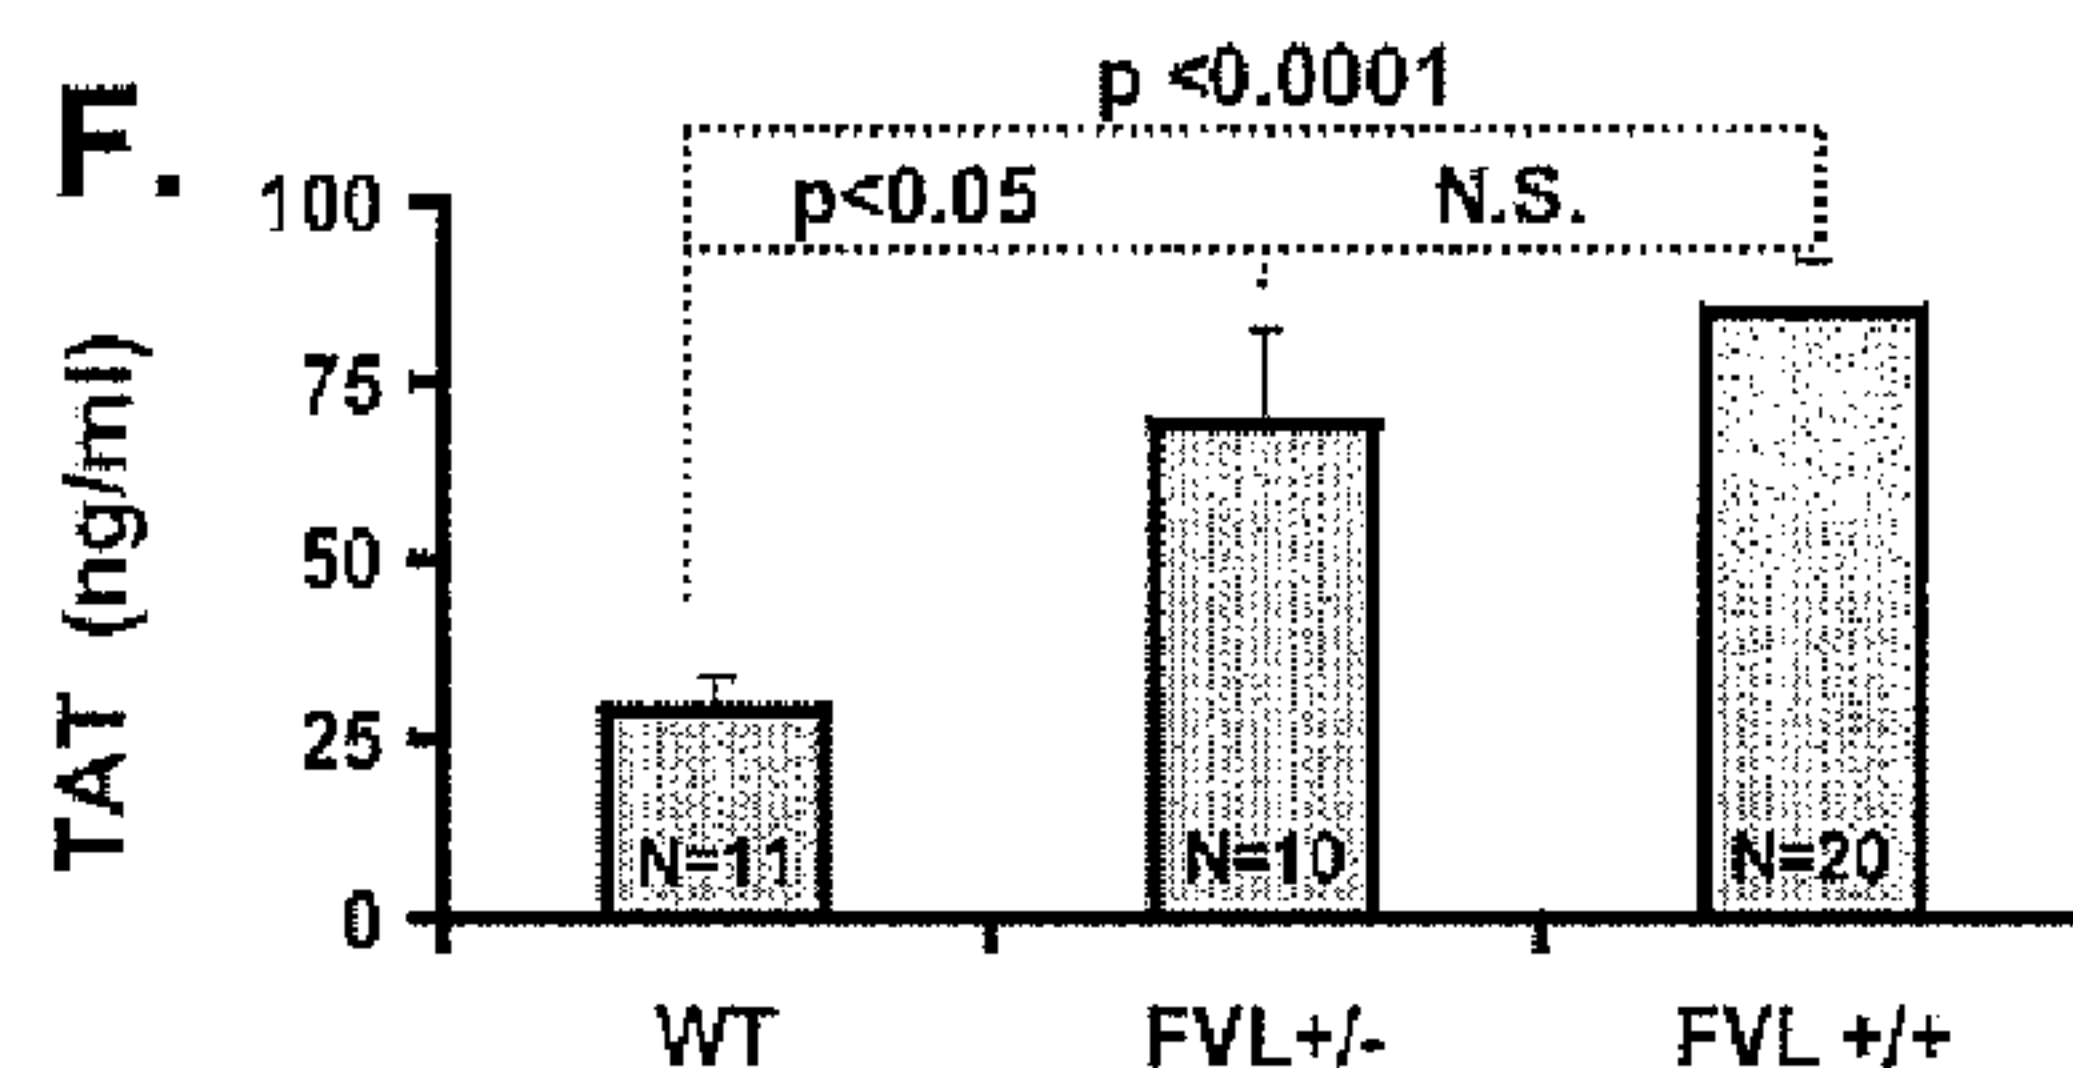 F.
p <0.0001
p<0.05 N.S.
100
75
50
25
0
TAT (ng/ml)
N=11 N=10 N=20
WT FVL+/- FVL +/+